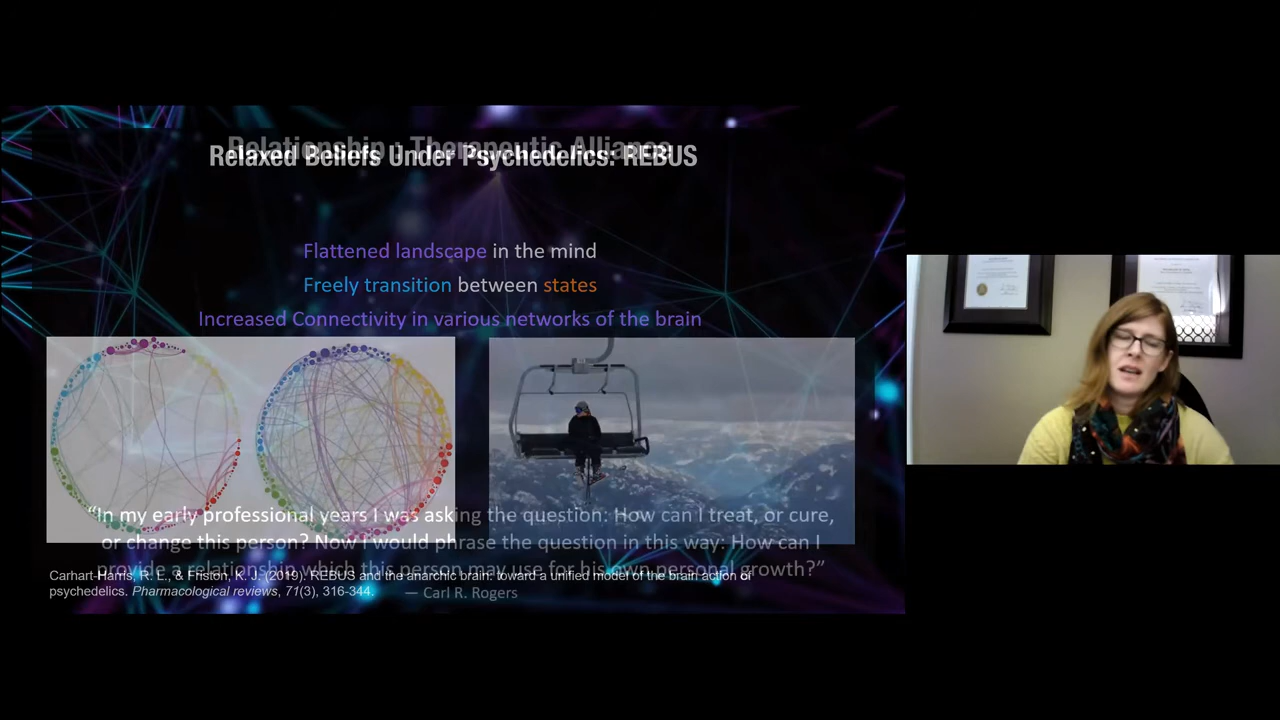 Relationship : Therapeutic Alliance
Relaxed Beliefs Under Psychedelics: REBUS
Flattened landscape in the mind
Freely transition between states
Increased Connectivity in various networks of the brain
“In my early professional years I was asking the question: How can I treat, or cure,
or change this person? Now I would phrase the question in this way: How can I
provide a relationship which this person may use for his own personal growth?”
— Carl R. Rogers
Carhart-Harris, R. L., & Friston, K. J. (2019). REBUS and the anarchic brain: toward a unified model of the brain action of
psychedelics. Pharmacological reviews, 71(3), 316-344.